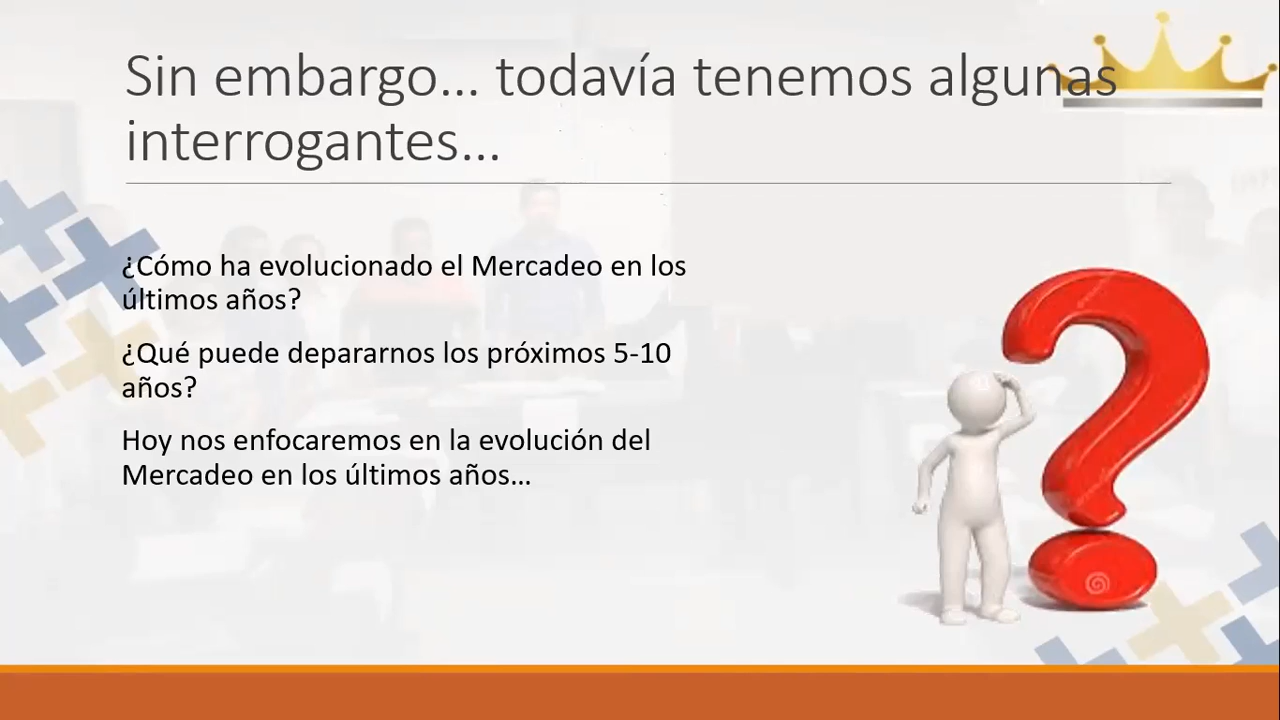 Sin embargo… todavía tenemos algunas
interrogantes…
¿Cómo ha evolucionado el Mercadeo en los
últimos años?
¿Qué puede depararnos los próximos 5-10
años?
Hoy nos enfocaremos en la evolución del
Mercadeo en los últimos años…